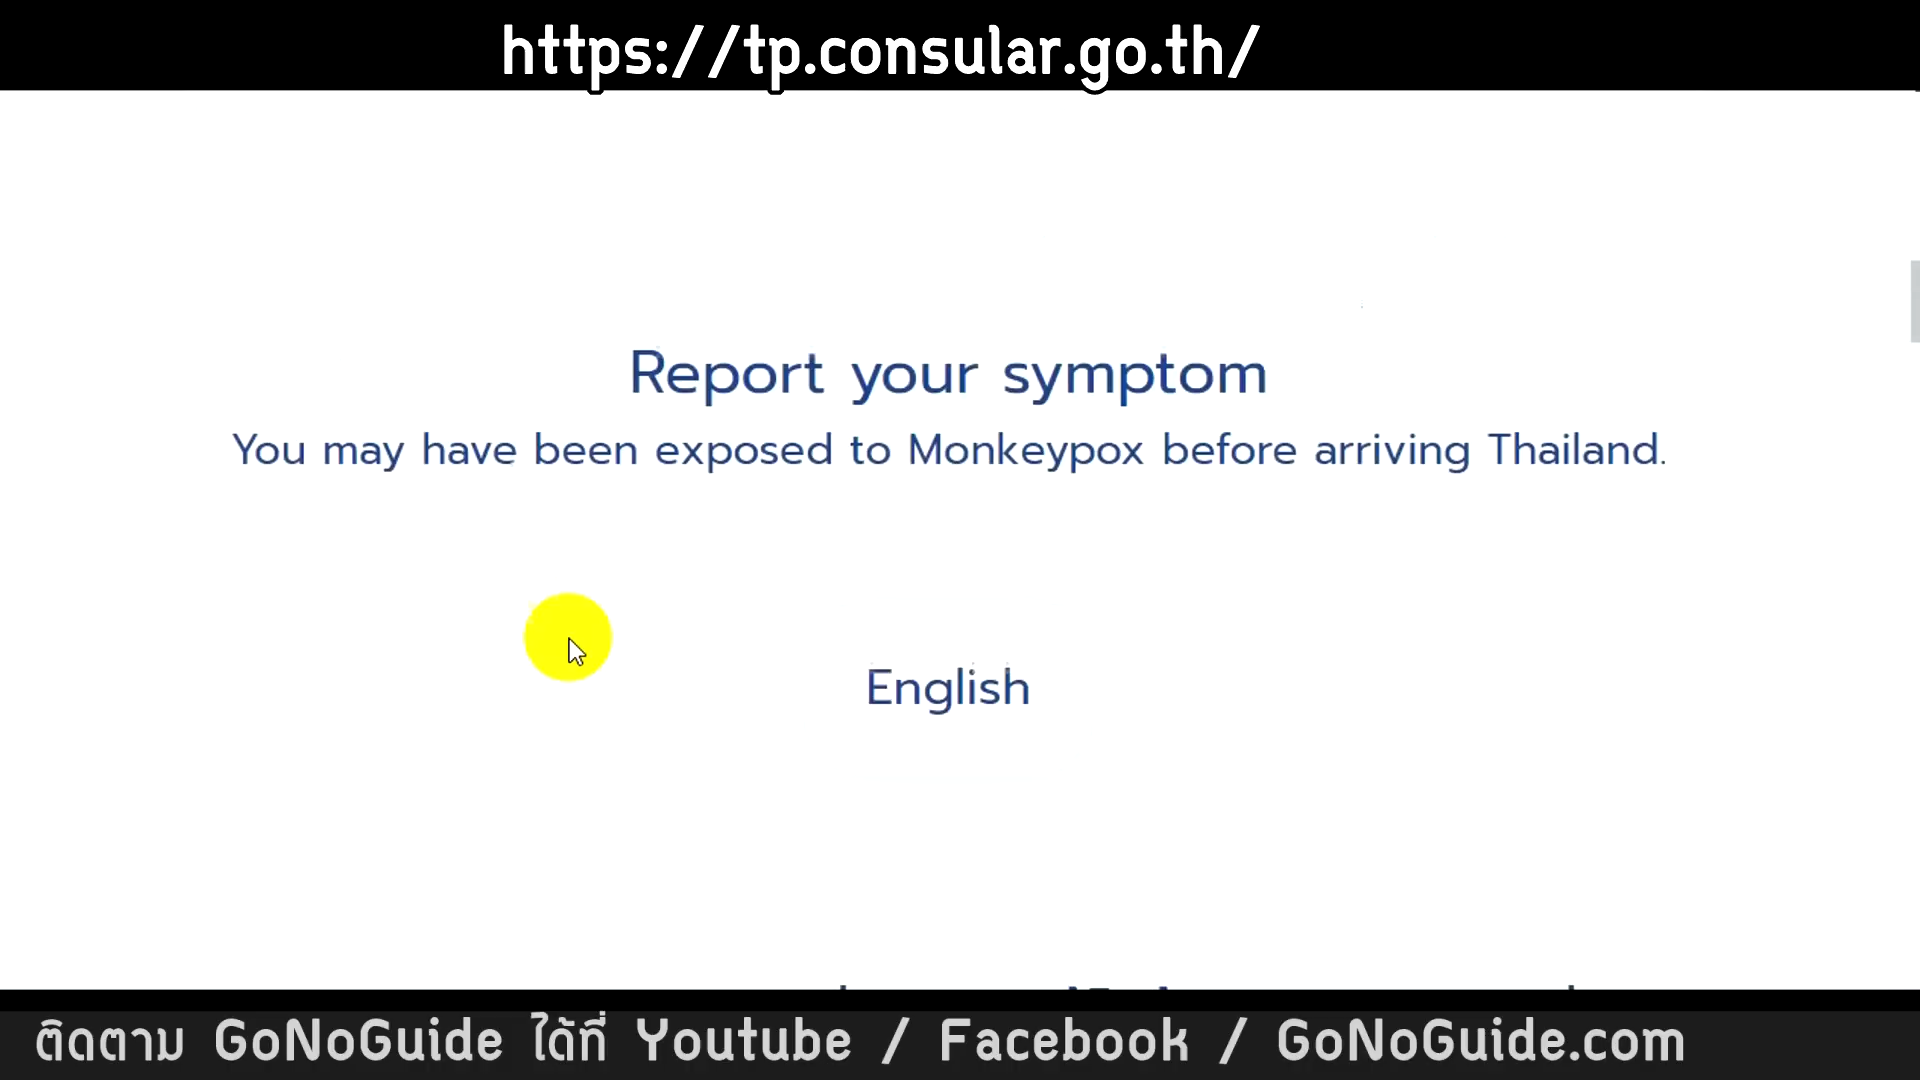 https://tp.consular.go.th/
Report your symptom
You may have been exposed to Monkeypox before arriving Thailand.
English
ติดตาม GoNoGuide ได้ที่ Youtube / Facebook / GoNoGuide.com